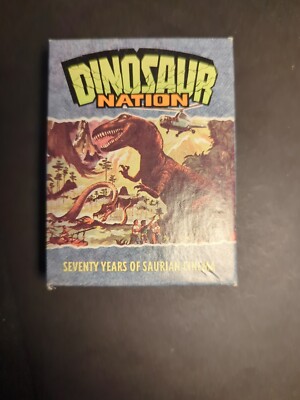 DINOSAUR
NATION
SEVENTY YEARS OF SAURIAN CINEMA